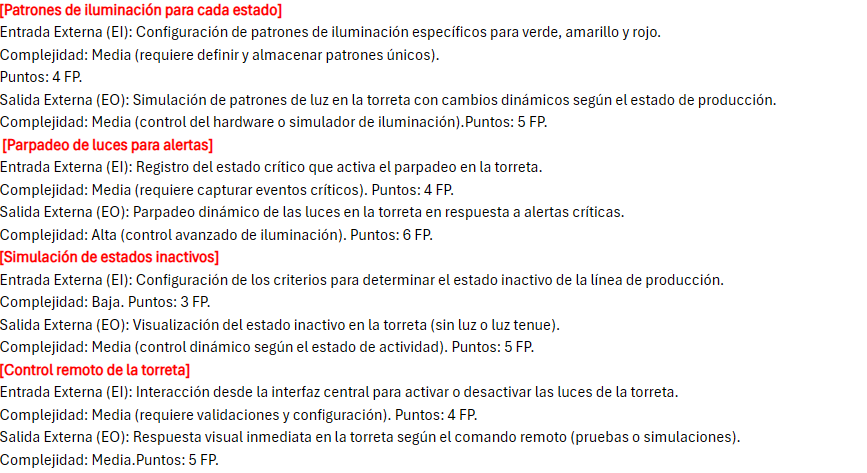 [Patrones de iluminación para cada estado]
Entrada Externa (EI): Configuración de patrones de iluminación específicos para verde, amarillo y rojo.
Complejidad: Media (requiere definir y almacenar patrones únicos).
Puntos: 4 FP.
Salida Externa (EO): Simulación de patrones de luz en la torreta con cambios dinámicos según el estado de producción.
Complejidad: Media (control del hardware o simulador de iluminación).Puntos: 5 FP.
[Parpadeo de luces para alertas]
Entrada Externa (EI): Registro del estado crítico que activa el parpadeo en la torreta.
Complejidad: Media (requiere capturar eventos críticos). Puntos: 4 FP.
Salida Externa (EO): Parpadeo dinámico de las luces en la torreta en respuesta a alertas críticas.
Complejidad: Alta (control avanzado de iluminación). Puntos: 6 FP.
[Simulación de estados inactivos]
Entrada Externa (EI): Configuración de los criterios para determinar el estado inactivo de la línea de producción.
Complejidad: Baja. Puntos: 3 FP.
Salida Externa (EO): Visualización del estado inactivo en la torreta (sin luz o luz tenue).
Complejidad: Media (control dinámico según el estado de actividad). Puntos: 5 FP.
[Control remoto de la torreta]
Entrada Externa (EI): Interacción desde la interfaz central para activar o desactivar las luces de la torreta.
Complejidad: Media (requiere validaciones y configuración). Puntos: 4 FP.
Salida Externa (EO): Respuesta visual inmediata en la torreta según el comando remoto (pruebas o simulaciones).
Complejidad: Media.Puntos: 5 FP.